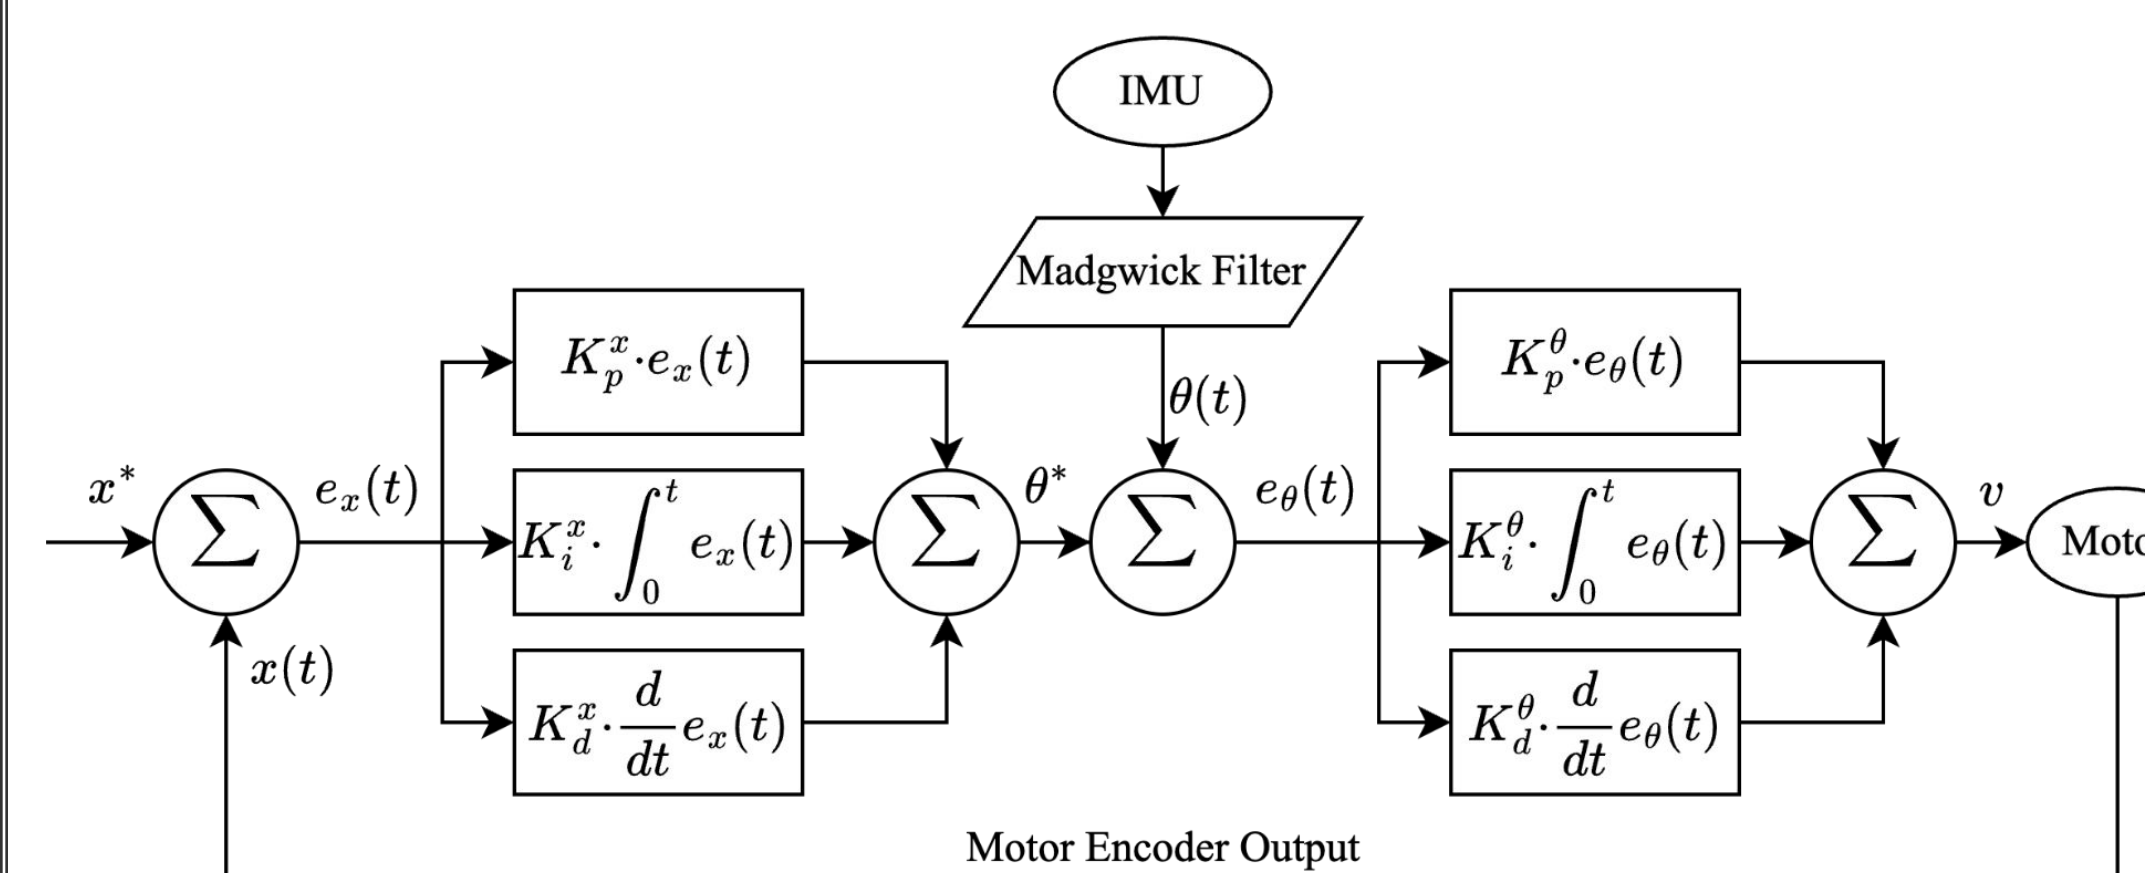 IMU
Madgwick Filter
θ(t)
x*
Σ
e_x(t)
x(t)
K_p^x·e_x(t)
K_i^x·∫_0^t e_x(t)
K_d^x·d/dt e_x(t)
Σ
θ*
Σ
e_θ(t)
K_p^θ·e_θ(t)
K_i^θ·∫_0^t e_θ(t)
K_d^θ·d/dt e_θ(t)
Σ
v
Motor Encoder Output